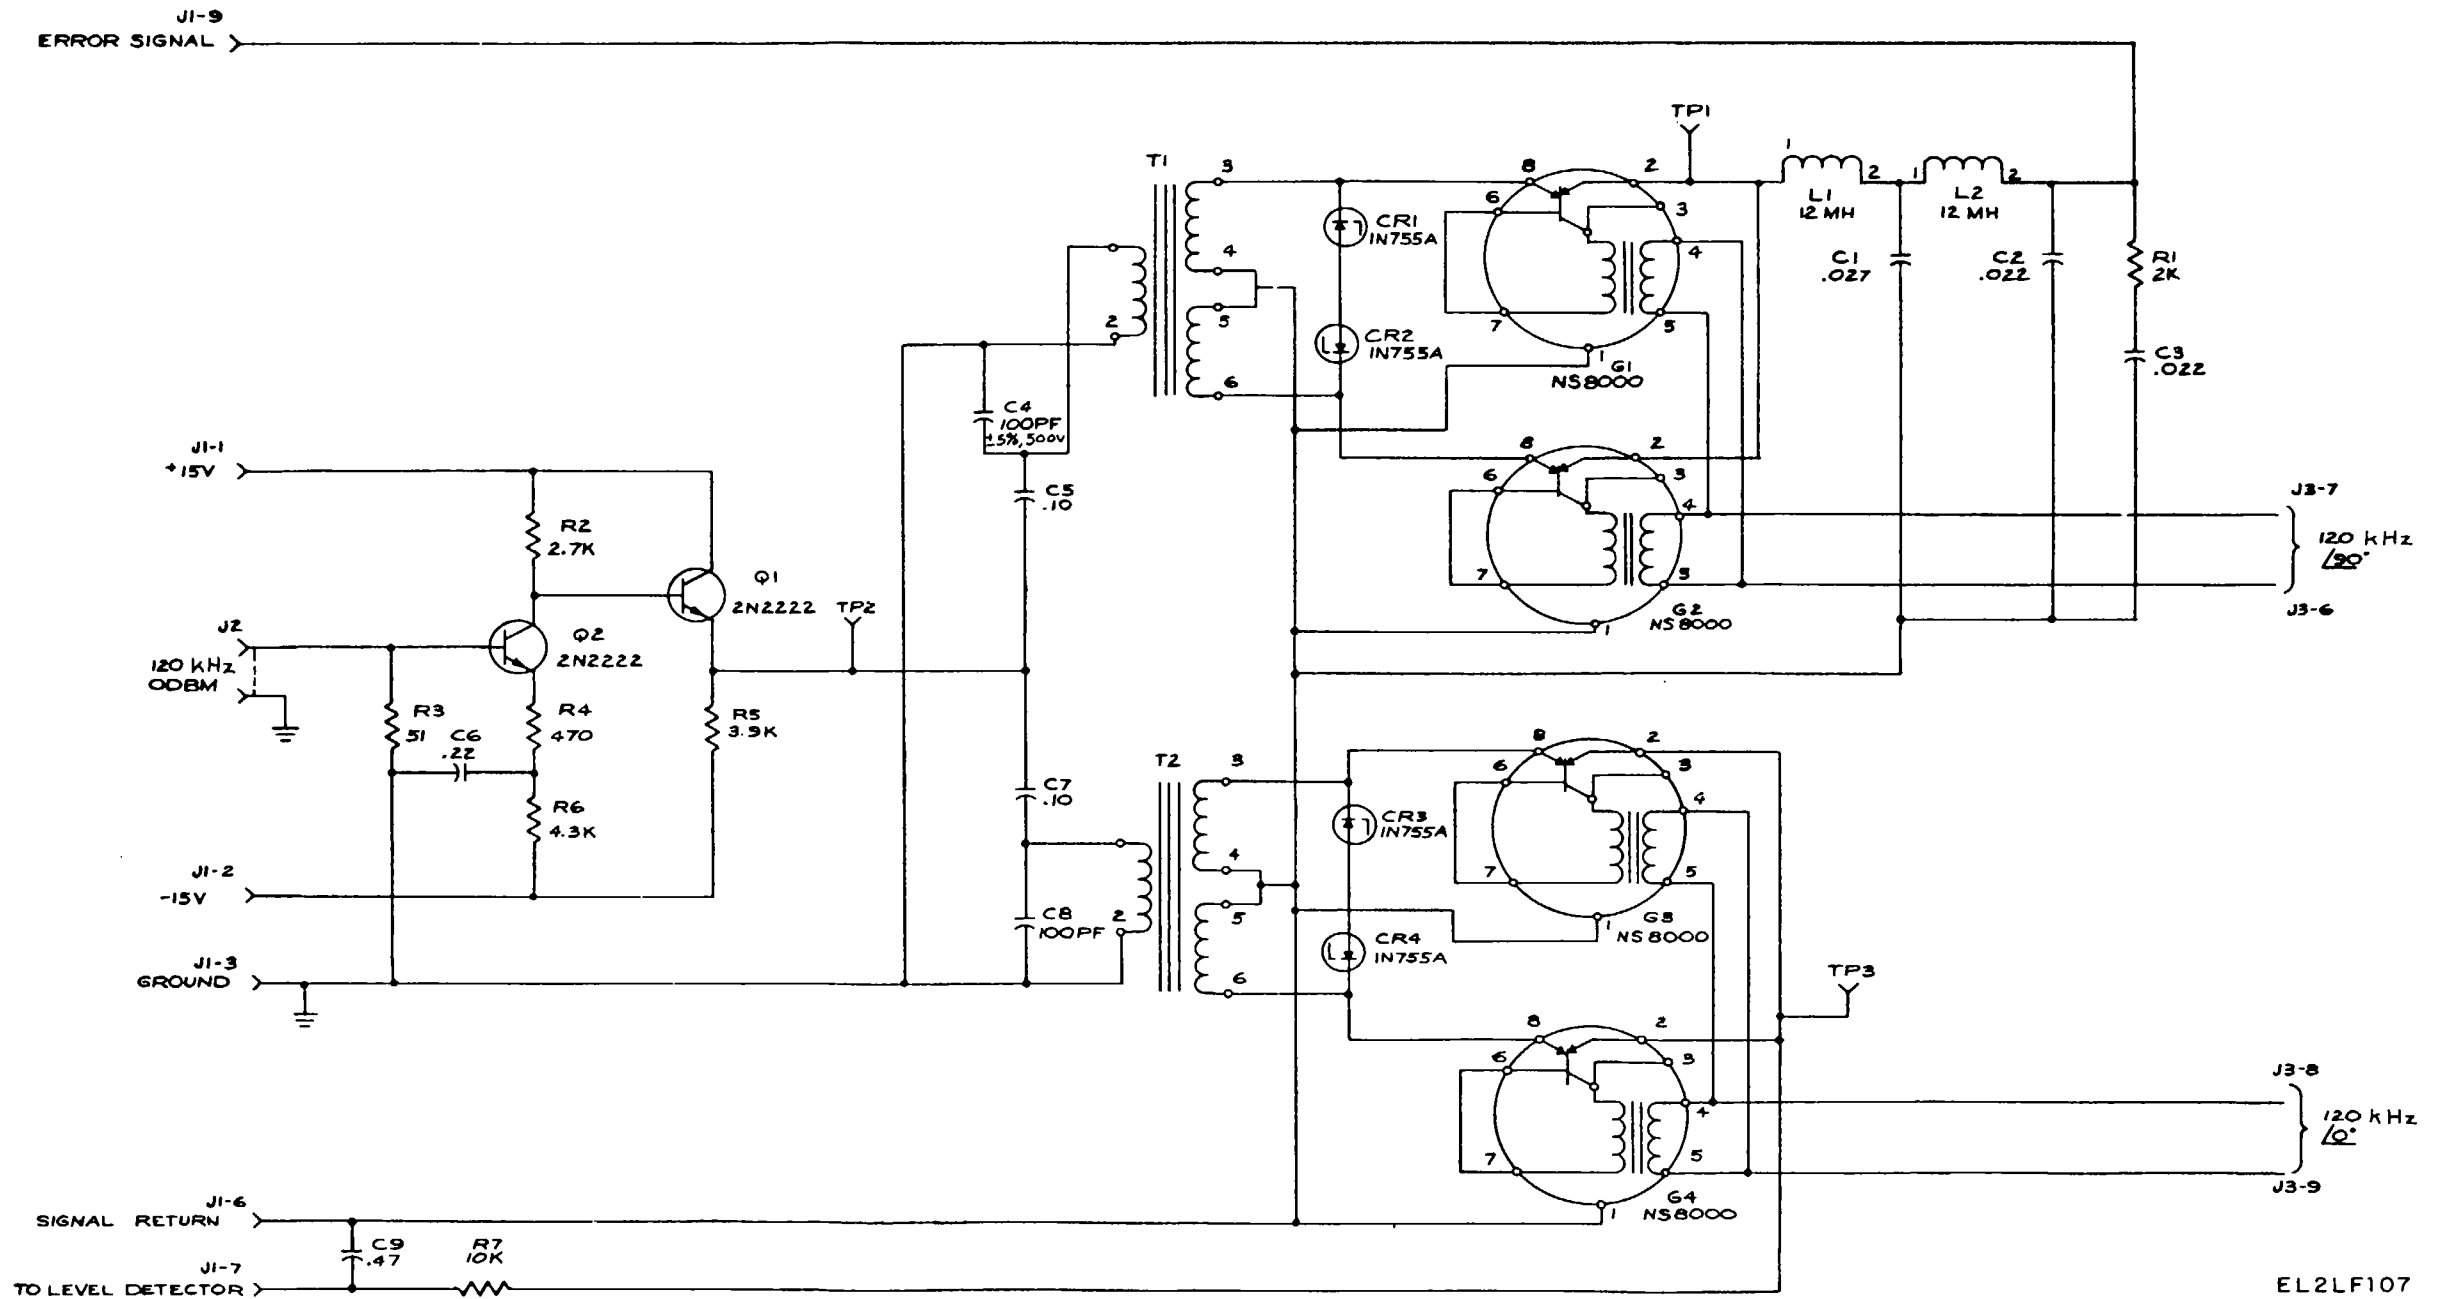 J1-9
ERROR SIGNAL
TP1
T1
3
4
5
6
2
CR1
1N755A
CR2
1N755A
8
2
6
3
4
7
5
1
G1
NS8000
1
2
L1
12 MH
1
2
L2
12 MH
C1
.027
C2
.022
R1
2K
C3
.022
C4
100PF
±5%, 500V
C5
.10
J1-1
+15V
R2
2.7K
Q1
2N2222
TP2
J2
120 kHz
0DBM
Q2
2N2222
R3
51
C6
.22
R4
470
R5
3.9K
R6
4.3K
J1-2
-15V
J1-3
GROUND
8
2
6
3
4
7
5
1
G2
NS8000
J3-7
120 kHz
/90°
J3-6
C7
.10
C8
100PF
T2
3
4
5
6
2
CR3
1N755A
CR4
1N755A
8
2
6
3
4
7
5
1
G3
NS8000
TP3
8
2
6
3
4
7
5
1
G4
NS8000
J3-8
120 kHz
/0°
J3-9
J1-6
SIGNAL RETURN
C9
.47
R7
10K
J1-7
TO LEVEL DETECTOR
EL2LF107